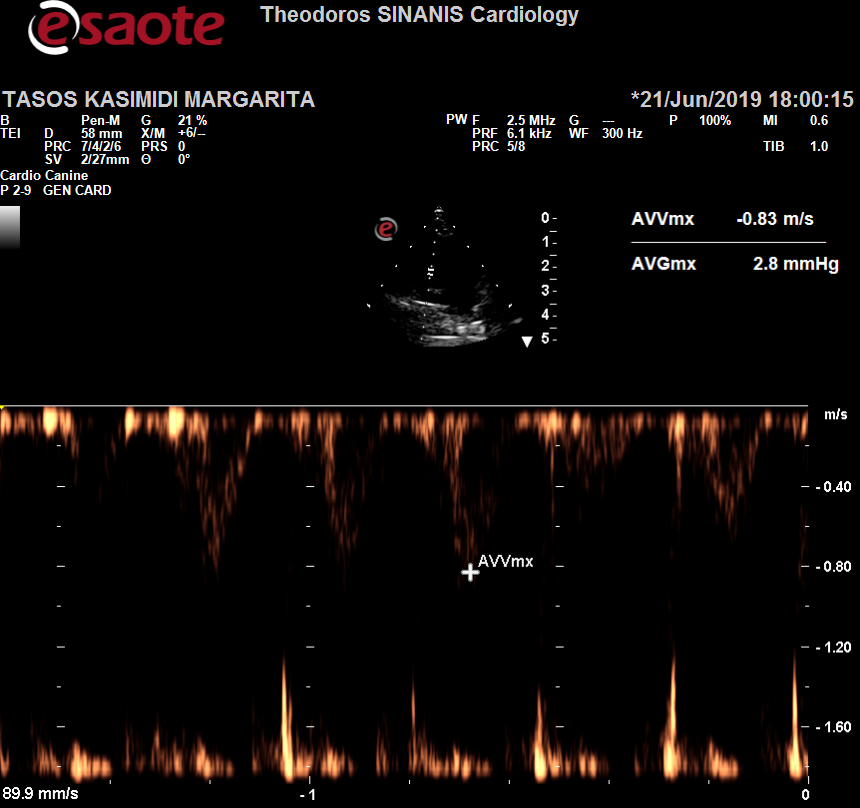 esaote
Theodoros SINANIS Cardiology
TASOS KASIMIDI MARGARITA
*21/Jun/2019 18:00:15
B Pen-M G 21 %
TEI D 58 mm X/M +6/--
PRC 7/4/2/6 PRS 0
SV 2/27mm Θ 0°
Cardio Canine
P 2-9 GEN CARD
PW F 2.5 MHz G --- P 100% MI 0.6
PRF 6.1 kHz WF 300 Hz
PRC 5/8 TIB 1.0
e
0-
1-
2-
3-
4-
5-
AVVmx -0.83 m/s
AVGmx 2.8 mmHg
m/s
- 0.40
AVVmx
- 0.80
- 1.20
- 1.60
89.9 mm/s
- 1
0